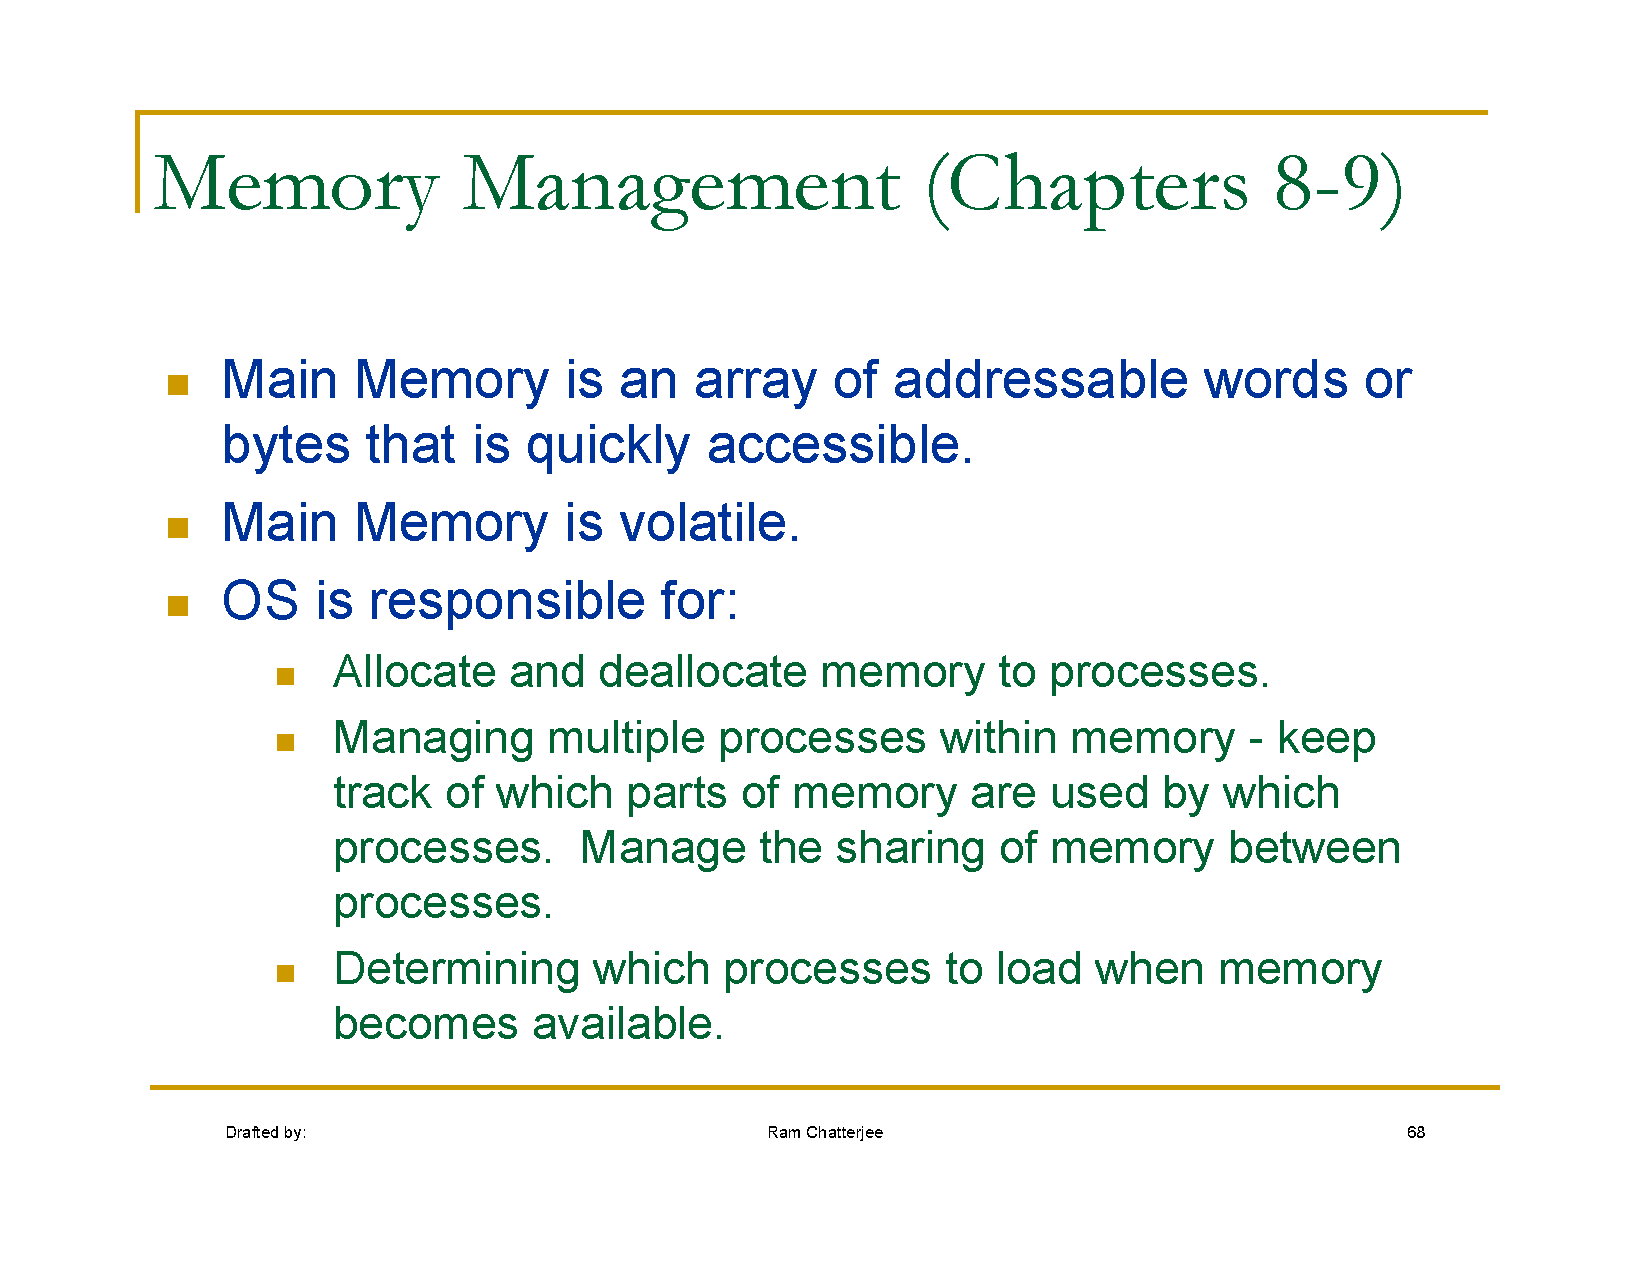 Memory Management (Chapters 8-9)
Main Memory is an array of addressable words or
bytes that is quickly accessible.
Main Memory is volatile.
OS is responsible for:
Allocate and deallocate memory to processes.
Managing multiple processes within memory - keep
track of which parts of memory are used by which
processes. Manage the sharing of memory between
processes.
Determining which processes to load when memory
becomes available.
Drafted by: Ram Chatterjee 68